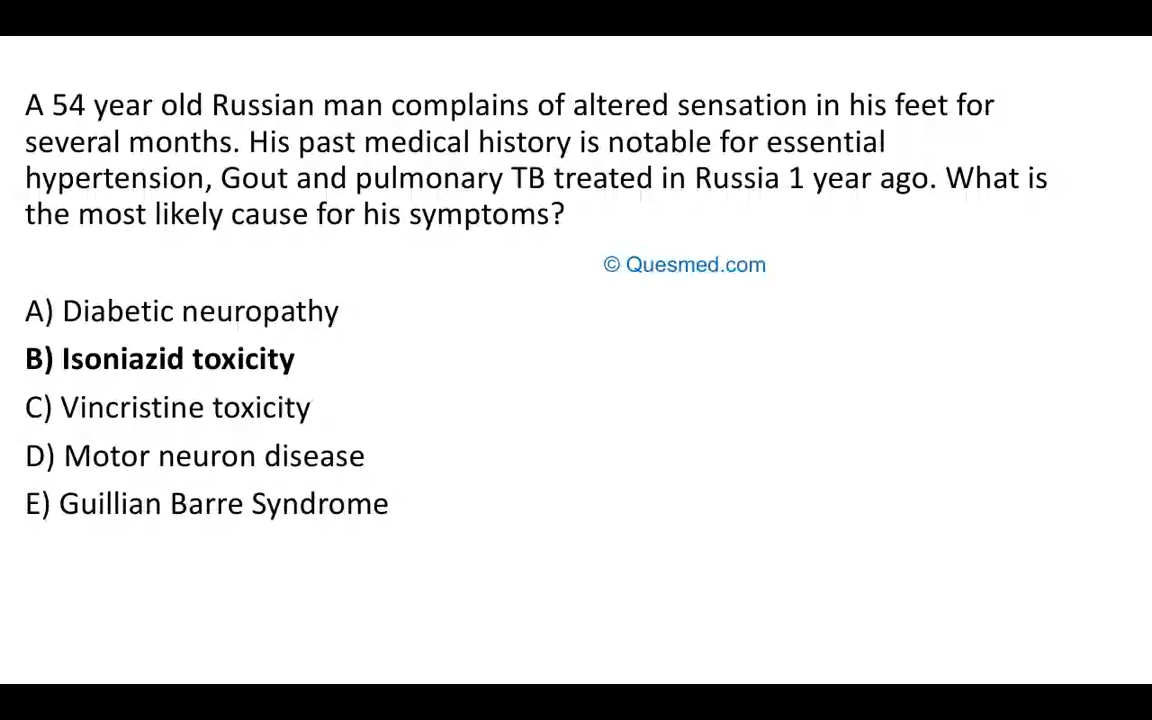 A 54 year old Russian man complains of altered sensation in his feet for
several months. His past medical history is notable for essential
hypertension, Gout and pulmonary TB treated in Russia 1 year ago. What is
the most likely cause for his symptoms?
© Quesmed.com
A) Diabetic neuropathy
B) Isoniazid toxicity
C) Vincristine toxicity
D) Motor neuron disease
E) Guillian Barre Syndrome